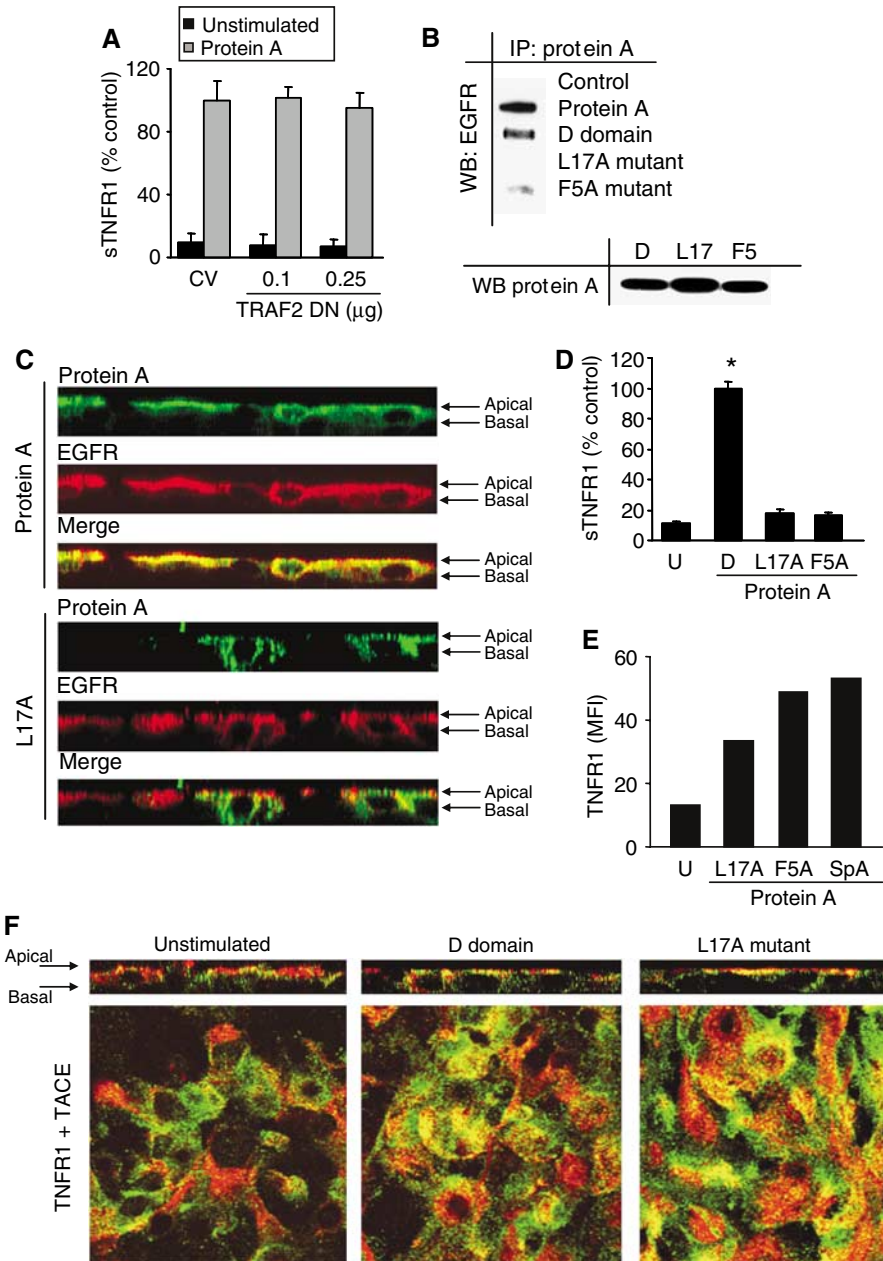 A
Unstimulated
Protein A
sTNFR1 (% control)
120
80
40
0
CV
0.1
0.25
TRAF2 DN (μg)
B
IP: protein A
WB: EGFR
Control
Protein A
D domain
L17A mutant
F5A mutant
D L17 F5
WB protein A
C
Protein A
Protein A
Apical
Basal
EGFR
Apical
Basal
Merge
Apical
Basal
L17A
Protein A
Apical
Basal
EGFR
Apical
Basal
Merge
Apical
Basal
D
sTNFR1 (% control)
120
100
80
60
40
20
0
*
U D L17A F5A
Protein A
E
TNFR1 (MFI)
60
40
20
0
U L17A F5A SpA
Protein A
F
Unstimulated
D domain
L17A mutant
Apical
Basal
TNFR1 + TACE